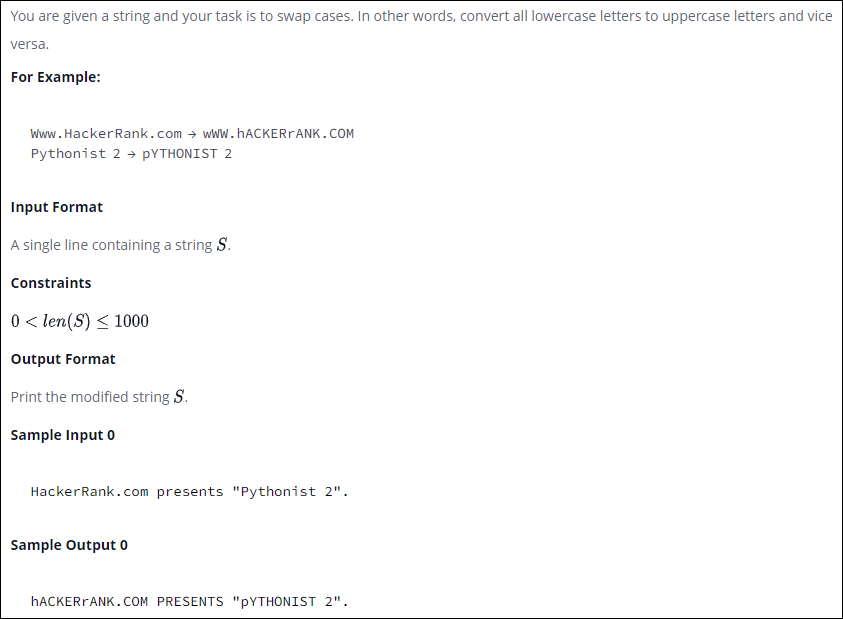 You are given a string and your task is to swap cases. In other words, convert all lowercase letters to uppercase letters and vice
versa.
For Example:
Www.HackerRank.com → wWW.hACKERrANK.COM
Pythonist 2 → pYTHONIST 2
Input Format
A single line containing a string S.
Constraints
0 < len(S) ≤ 1000
Output Format
Print the modified string S.
Sample Input 0
HackerRank.com presents "Pythonist 2".
Sample Output 0
hACKERrANK.COM PRESENTS "pYTHONIST 2".